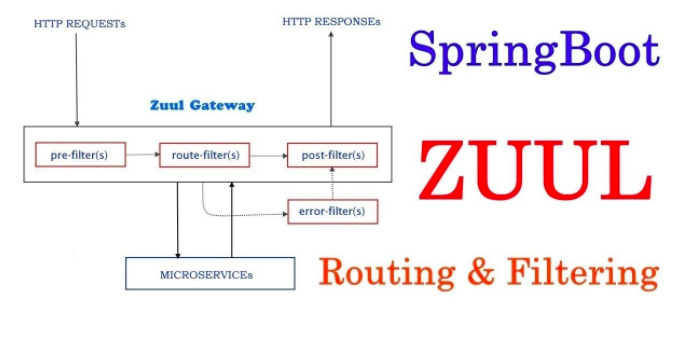 HTTP REQUESTs
HTTP RESPONSEs
SpringBoot
Zuul Gateway
pre-filter(s)
route-filter(s)
post-filter(s)
ZUUL
error-filter(s)
MICROSERVICEs
Routing & Filtering